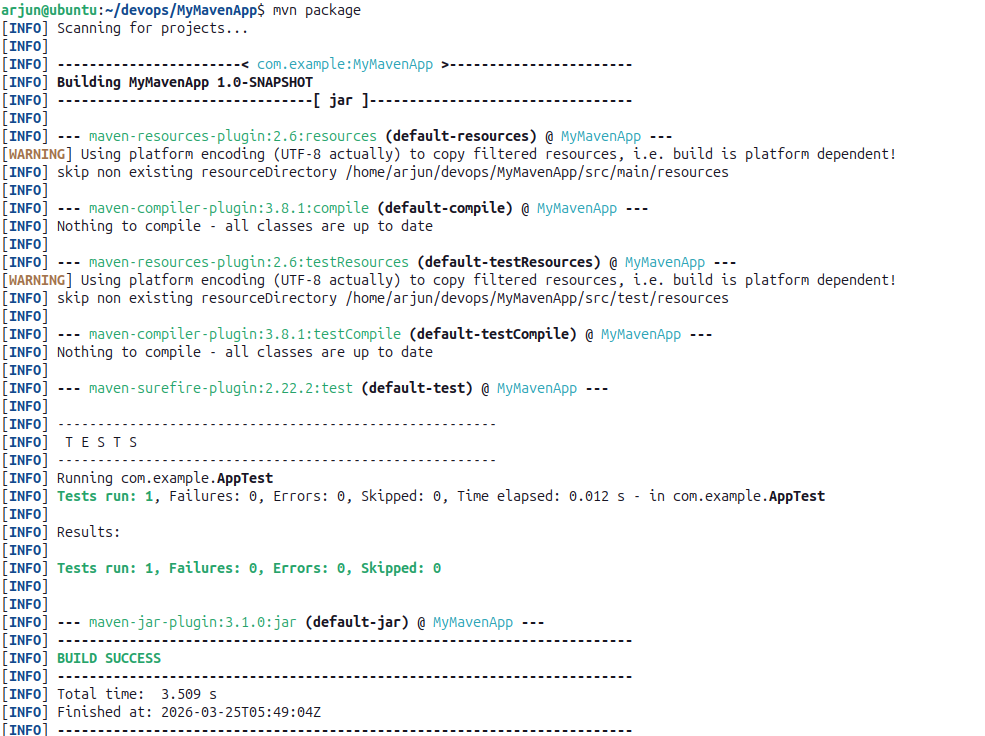 arjun@ubuntu:~/devops/MyMavenApp$ mvn package
[INFO] Scanning for projects...
[INFO]
[INFO] -----------------------< com.example:MyMavenApp >-----------------------
[INFO] Building MyMavenApp 1.0-SNAPSHOT
[INFO] --------------------------------[ jar ]---------------------------------
[INFO]
[INFO] --- maven-resources-plugin:2.6:resources (default-resources) @ MyMavenApp ---
[WARNING] Using platform encoding (UTF-8 actually) to copy filtered resources, i.e. build is platform dependent!
[INFO] skip non existing resourceDirectory /home/arjun/devops/MyMavenApp/src/main/resources
[INFO]
[INFO] --- maven-compiler-plugin:3.8.1:compile (default-compile) @ MyMavenApp ---
[INFO] Nothing to compile - all classes are up to date
[INFO]
[INFO] --- maven-resources-plugin:2.6:testResources (default-testResources) @ MyMavenApp ---
[WARNING] Using platform encoding (UTF-8 actually) to copy filtered resources, i.e. build is platform dependent!
[INFO] skip non existing resourceDirectory /home/arjun/devops/MyMavenApp/src/test/resources
[INFO]
[INFO] --- maven-compiler-plugin:3.8.1:testCompile (default-testCompile) @ MyMavenApp ---
[INFO] Nothing to compile - all classes are up to date
[INFO]
[INFO] --- maven-surefire-plugin:2.22.2:test (default-test) @ MyMavenApp ---
[INFO]
[INFO] -------------------------------------------------------
[INFO]  T E S T S
[INFO] -------------------------------------------------------
[INFO] Running com.example.AppTest
[INFO] Tests run: 1, Failures: 0, Errors: 0, Skipped: 0, Time elapsed: 0.012 s - in com.example.AppTest
[INFO]
[INFO] Results:
[INFO]
[INFO] Tests run: 1, Failures: 0, Errors: 0, Skipped: 0
[INFO]
[INFO]
[INFO] --- maven-jar-plugin:3.1.0:jar (default-jar) @ MyMavenApp ---
[INFO] ------------------------------------------------------------------------
[INFO] BUILD SUCCESS
[INFO] ------------------------------------------------------------------------
[INFO] Total time:  3.509 s
[INFO] Finished at: 2026-03-25T05:49:04Z
[INFO] ------------------------------------------------------------------------